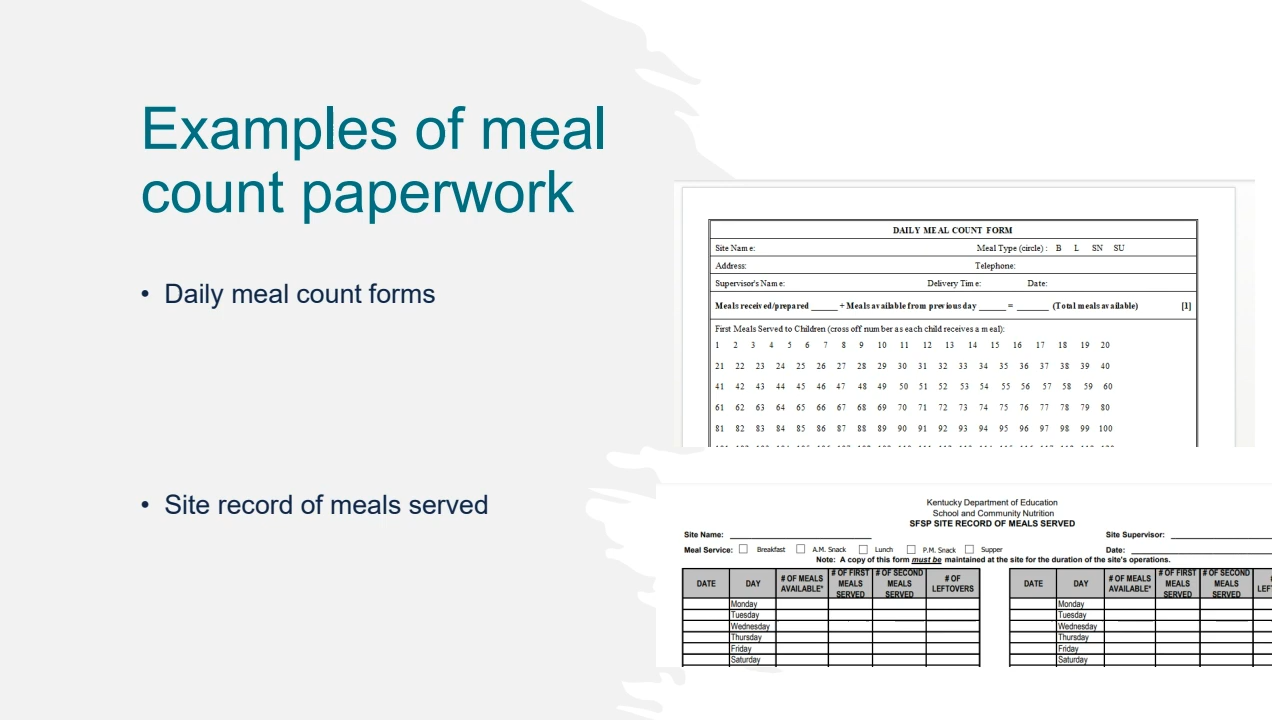 Examples of meal
count paperwork
• Daily meal count forms
• Site record of meals served
DAILY MEAL COUNT FORM
Site Name: Meal Type (circle) : B L SN SU
Address: Telephone:
Supervisor's Name: Delivery Time: Date:
Meals received/prepared ______ + Meals available from previous day ______ = _______ (Total meals available) [1]
First Meals Served to Children (cross off number as each child receives a meal):
1 2 3 4 5 6 7 8 9 10 11 12 13 14 15 16 17 18 19 20
21 22 23 24 25 26 27 28 29 30 31 32 33 34 35 36 37 38 39 40
41 42 43 44 45 46 47 48 49 50 51 52 53 54 55 56 57 58 59 60
61 62 63 64 65 66 67 68 69 70 71 72 73 74 75 76 77 78 79 80
81 82 83 84 85 86 87 88 89 90 91 92 93 94 95 96 97 98 99 100
Kentucky Department of Education
School and Community Nutrition
SFSP SITE RECORD OF MEALS SERVED
Site Name: Site Supervisor:
Meal Service: ☐ Breakfast ☐ A.M. Snack ☐ Lunch ☐ P.M. Snack ☐ Supper Date:
Note: A copy of this form must be maintained at the site for the duration of the site's operations.
DATE DAY # OF MEALS AVAILABLE* # OF FIRST MEALS SERVED # OF SECOND MEALS SERVED # OF LEFTOVERS DATE DAY # OF MEALS AVAILABLE* # OF FIRST MEALS SERVED # OF SECOND MEALS SERVED
Monday Monday
Tuesday Tuesday
Wednesday Wednesday
Thursday Thursday
Friday Friday
Saturday Saturday